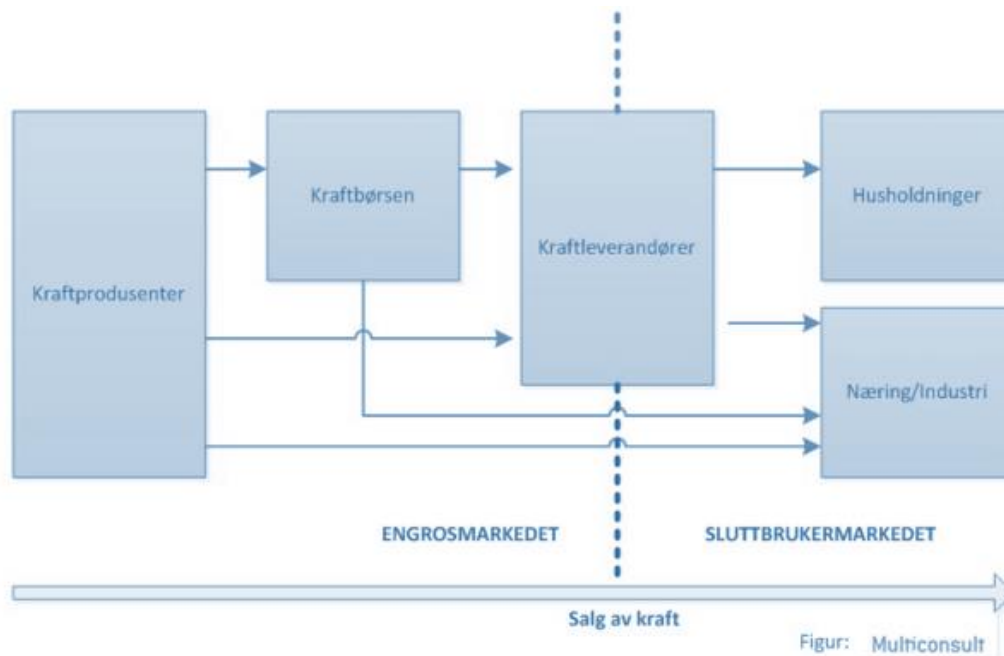 Kraftprodusenter
Kraftbørsen
Kraftleverandører
Husholdninger
Næring/Industri
ENGROSMARKEDET
SLUTTBRUKERMARKEDET
Salg av kraft
Figur: Multiconsult